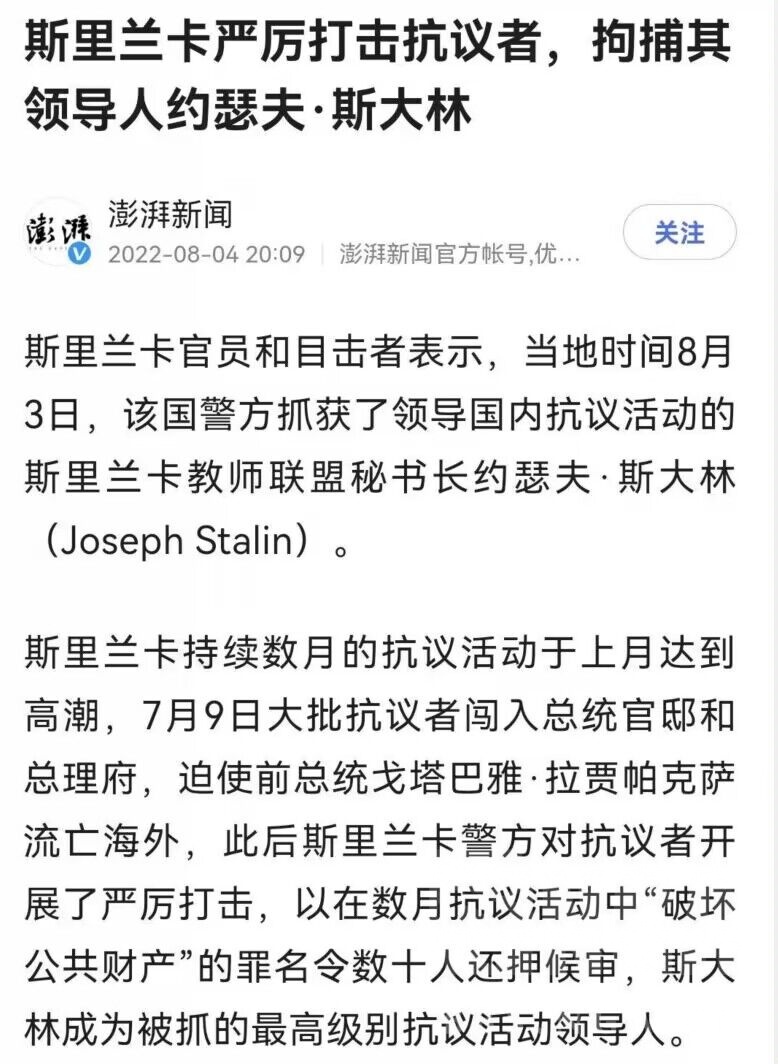 斯里兰卡严厉打击抗议者，拘捕其
领导人约瑟夫·斯大林
澎湃
澎湃新闻
关注
2022-08-04 20:09 澎湃新闻官方帐号,优...
斯里兰卡官员和目击者表示，当地时间8月
3日，该国警方抓获了领导国内抗议活动的
斯里兰卡教师联盟秘书长约瑟夫·斯大林
（Joseph Stalin）。
斯里兰卡持续数月的抗议活动于上月达到
高潮，7月9日大批抗议者闯入总统官邸和
总理府，迫使前总统戈塔巴雅·拉贾帕克萨
流亡海外，此后斯里兰卡警方对抗议者开
展了严厉打击，以在数月抗议活动中“破坏
公共财产”的罪名令数十人还押候审，斯大
林成为被抓的最高级别抗议活动领导人。